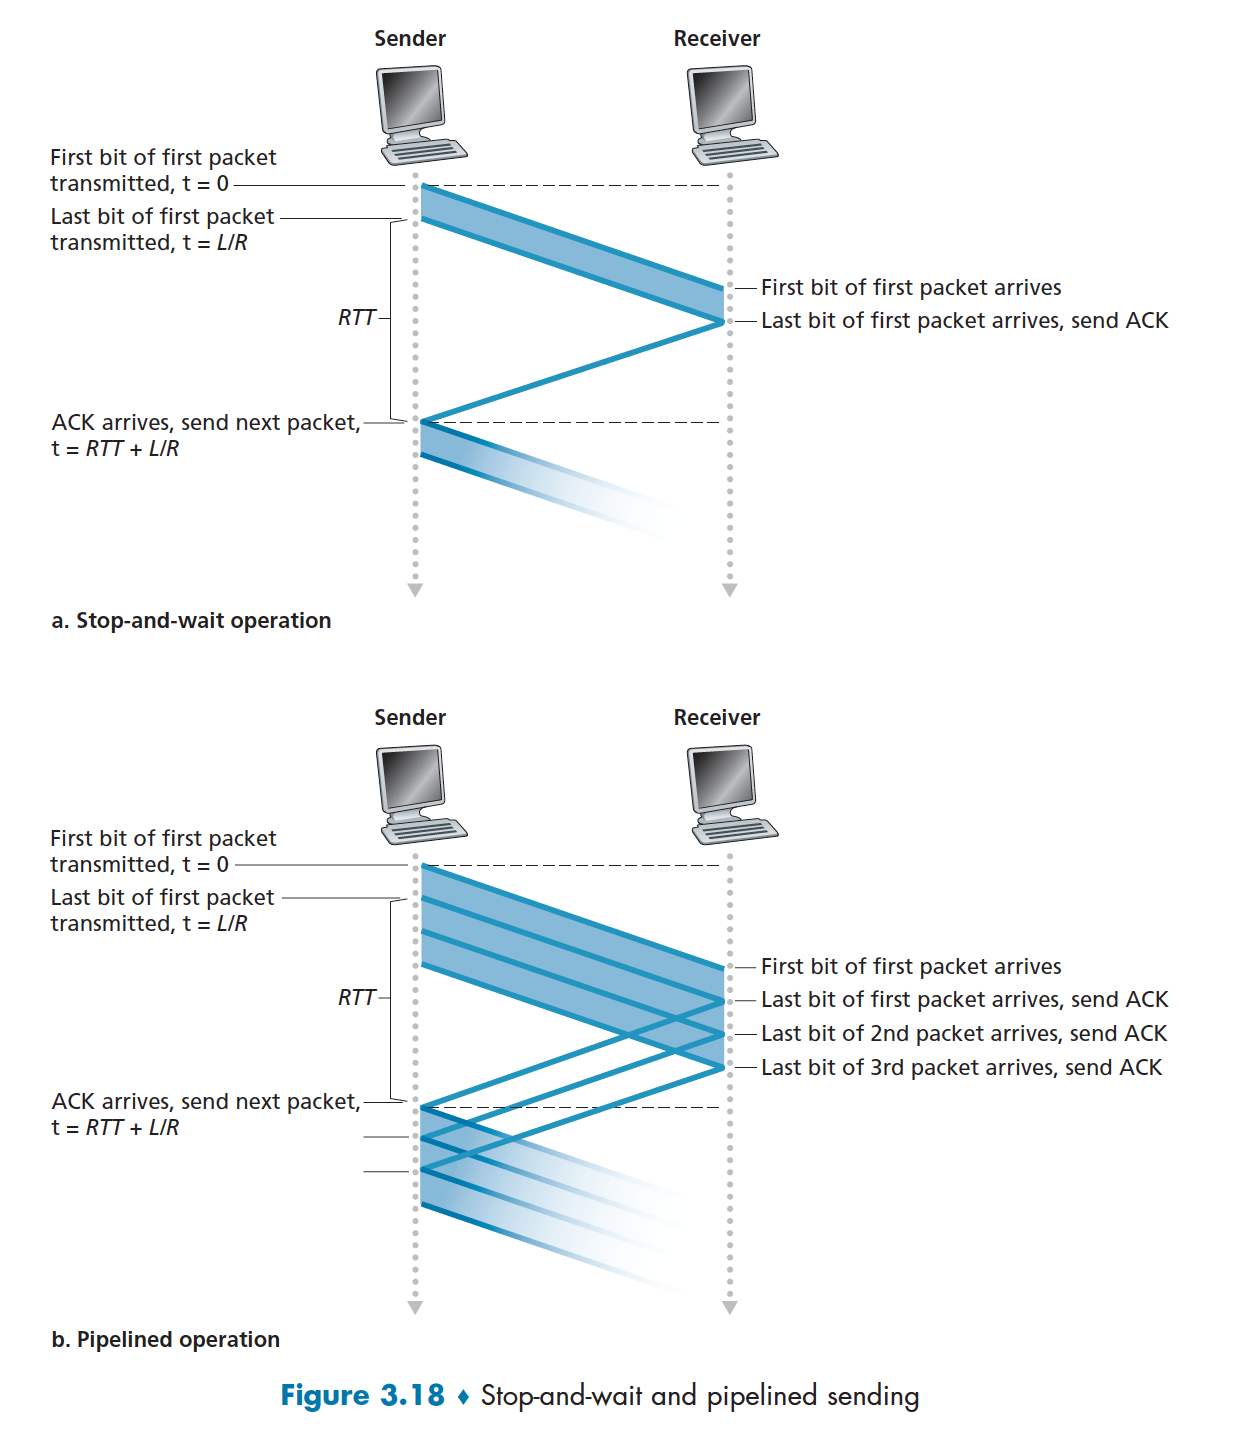 Sender
Receiver
First bit of first packet
transmitted, t = 0
Last bit of first packet
transmitted, t = L/R
First bit of first packet arrives
RTT
Last bit of first packet arrives, send ACK
ACK arrives, send next packet,
t = RTT + L/R
a. Stop-and-wait operation
Sender
Receiver
First bit of first packet
transmitted, t = 0
Last bit of first packet
transmitted, t = L/R
First bit of first packet arrives
RTT
Last bit of first packet arrives, send ACK
Last bit of 2nd packet arrives, send ACK
Last bit of 3rd packet arrives, send ACK
ACK arrives, send next packet,
t = RTT + L/R
b. Pipelined operation
Figure 3.18 ♦ Stop-and-wait and pipelined sending